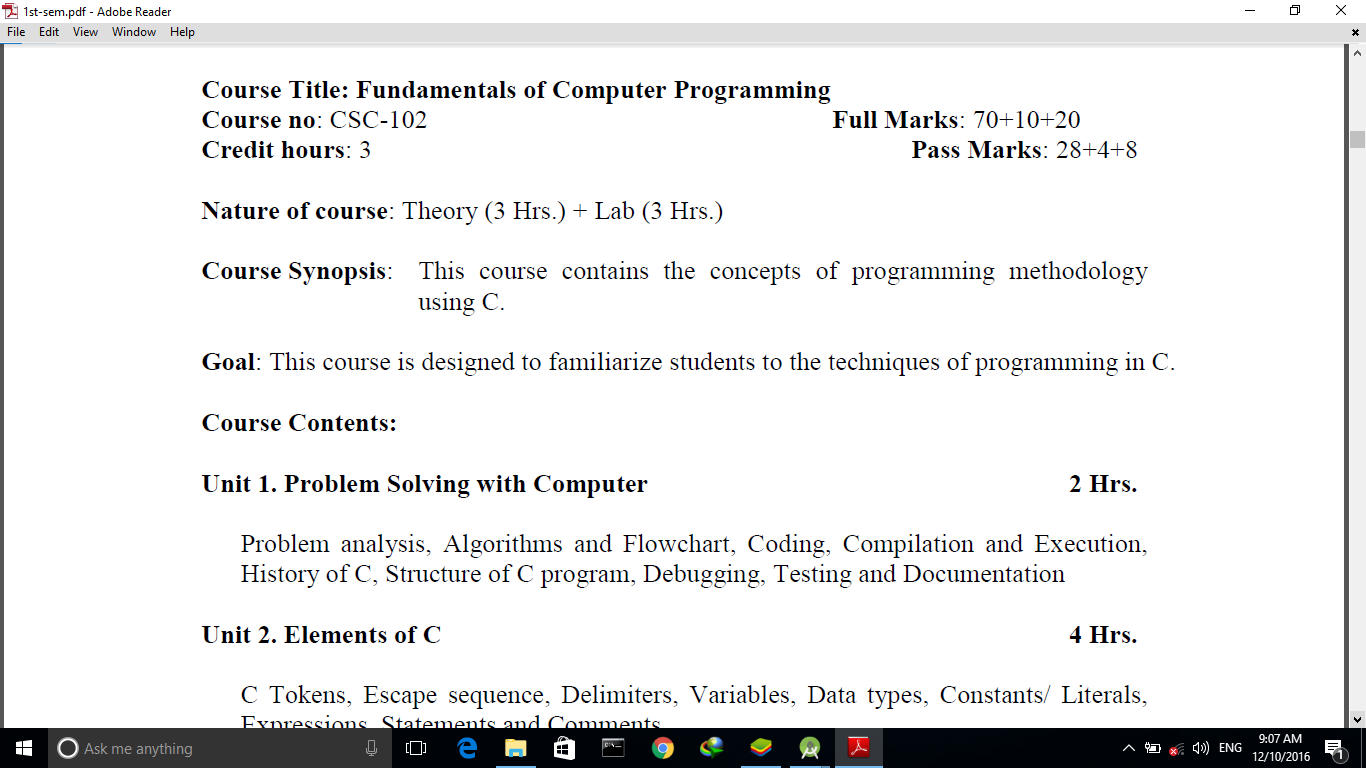 1st-sem.pdf - Adobe Reader
File Edit View Window Help
Course Title: Fundamentals of Computer Programming
Course no: CSC-102 Full Marks: 70+10+20
Credit hours: 3 Pass Marks: 28+4+8
Nature of course: Theory (3 Hrs.) + Lab (3 Hrs.)
Course Synopsis: This course contains the concepts of programming methodology
using C.
Goal: This course is designed to familiarize students to the techniques of programming in C.
Course Contents:
Unit 1. Problem Solving with Computer 2 Hrs.
Problem analysis, Algorithms and Flowchart, Coding, Compilation and Execution,
History of C, Structure of C program, Debugging, Testing and Documentation
Unit 2. Elements of C 4 Hrs.
C Tokens, Escape sequence, Delimiters, Variables, Data types, Constants/ Literals,
Expressions, Statements and Comments
Ask me anything
ENG
9:07 AM
12/10/2016
1